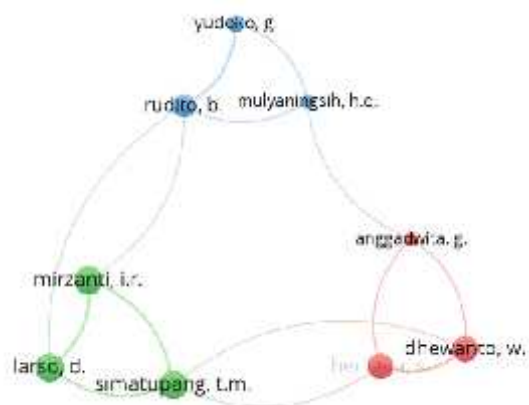 yudoko, g.
rudito, b.
mulyaningsih, h.d.
anggadwita, g.
mirzanti, i.r.
dhewanto, w.
larso, d.
simatupang, t.m.